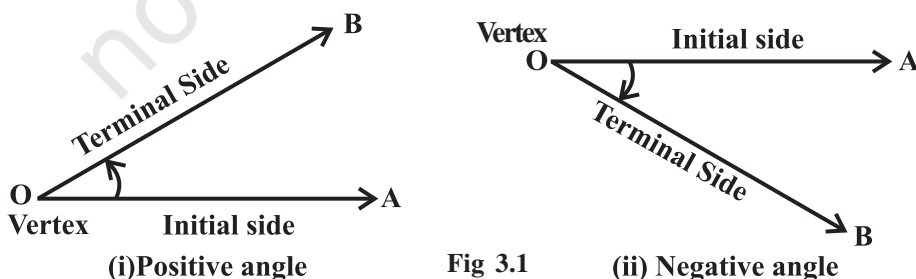 B
Terminal Side
O
A
Vertex
Initial side
(i)Positive angle
Vertex
Initial side
O
A
Terminal Side
B
Fig 3.1
(ii) Negative angle